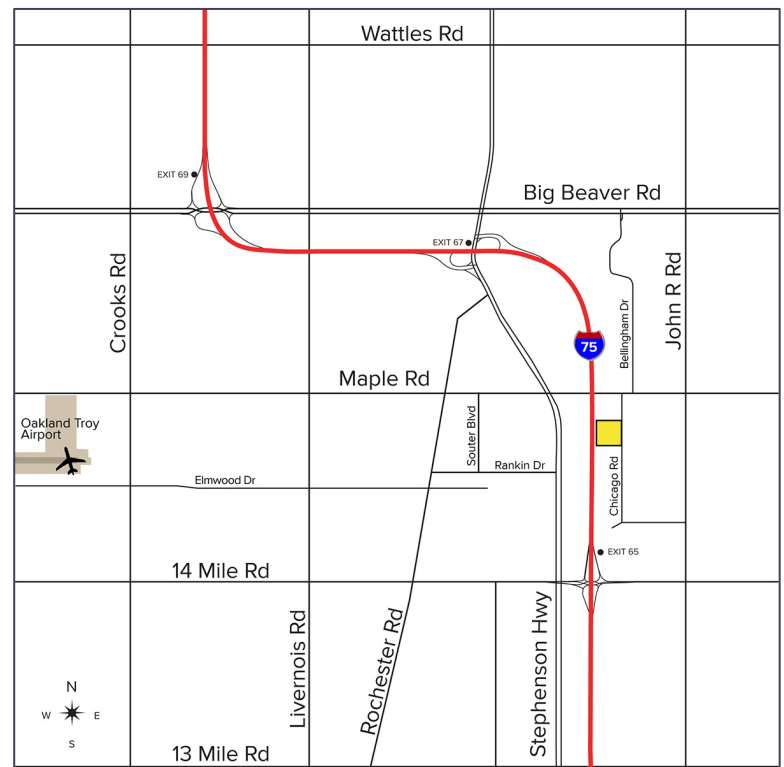 Wattles Rd
EXIT 69
Big Beaver Rd
EXIT 67
Crooks Rd
John R Rd
Bellingham Dr
75
Maple Rd
Oakland Troy
Airport
Souter Blvd
Rankin Dr
Chicago Rd
Elmwood Dr
EXIT 65
14 Mile Rd
Livernois Rd
Rochester Rd
Stephenson Hwy
N
W E
S
13 Mile Rd